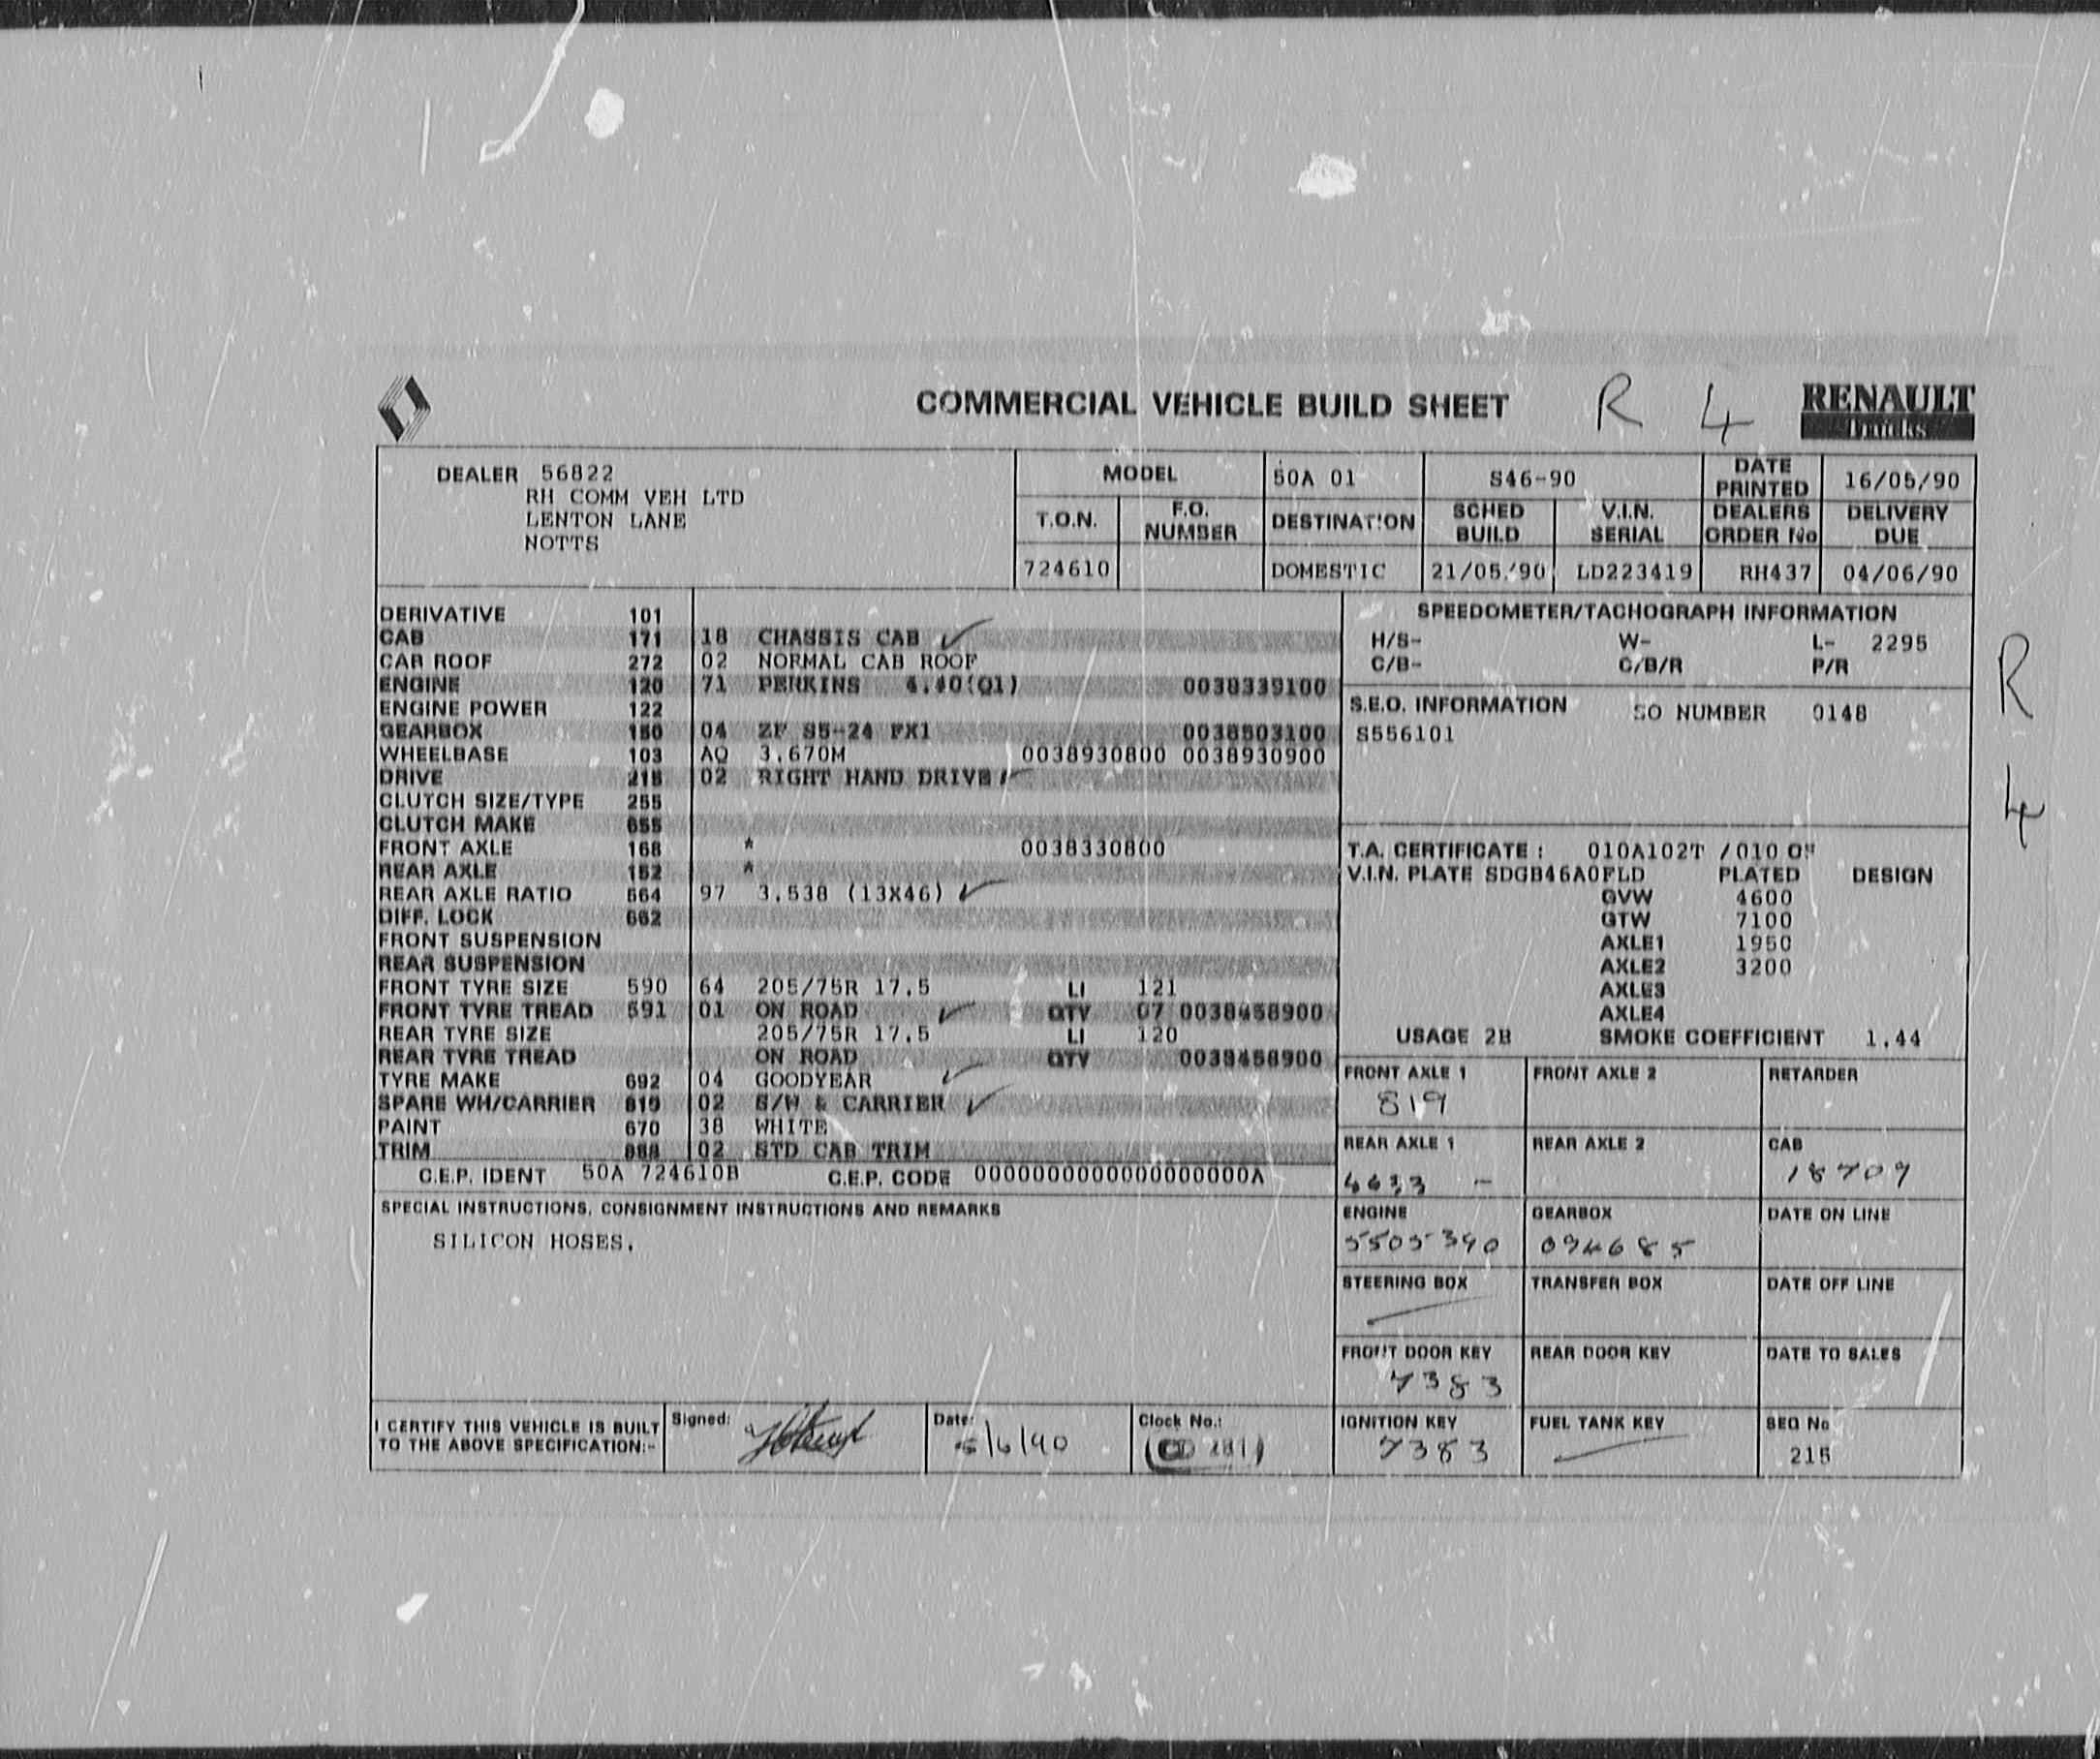 COMMERCIAL VEHICLE BUILD SHEET R 4 RENAULT
Trucks
DEALER 56822
RH COMM VEH LTD
LENTON LANE
NOTTS
MODEL 50A 01 S46-90 DATE PRINTED 16/05/90
T.O.N. F.O. NUMBER DESTINATION SCHED BUILD V.I.N. SERIAL DEALERS ORDER No DELIVERY DUE
724610 DOMESTIC 21/05/90 LD223419 RH437 04/06/90
DERIVATIVE 101
CAB 171 18 CHASSIS CAB ✓
CAB ROOF 272 02 NORMAL CAB ROOF
ENGINE 120 71 PERKINS 4.40(Q1) 0038339100
ENGINE POWER 122
GEARBOX 150 04 ZF S5-24 FX1 0038503100
WHEELBASE 103 AQ 3.670M 0038930800 0038930900
DRIVE 218 02 RIGHT HAND DRIVE ✓
CLUTCH SIZE/TYPE 255
CLUTCH MAKE 655
FRONT AXLE 168 * 0038330800
REAR AXLE 152 *
REAR AXLE RATIO 564 97 3.538 (13X46) ✓
DIFF. LOCK 662
FRONT SUSPENSION
REAR SUSPENSION
FRONT TYRE SIZE 590 64 205/75R 17.5 LI 121
FRONT TYRE TREAD 591 01 ON ROAD ✓ QTY 07 0038458900
REAR TYRE SIZE 205/75R 17.5 LI 120
REAR TYRE TREAD ON ROAD QTY 0038458900
TYRE MAKE 692 04 GOODYEAR ✓
SPARE WH/CARRIER 819 02 S/W & CARRIER ✓
PAINT 670 38 WHITE
TRIM 02 STD CAB TRIM
C.E.P. IDENT 50A 724610B C.E.P. CODE 0000000000000000000A
SPECIAL INSTRUCTIONS, CONSIGNMENT INSTRUCTIONS AND REMARKS
SILICON HOSES.
SPEEDOMETER/TACHOGRAPH INFORMATION
H/S- W- L- 2295
C/B- C/B/R P/R
S.E.O. INFORMATION SO NUMBER 0148
S556101
T.A. CERTIFICATE : 010A102T /010
V.I.N. PLATE SDGB46A0FLD PLATED DESIGN
GVW 4600
GTW 7100
AXLE1 1950
AXLE2 3200
AXLE3
AXLE4
USAGE 2B SMOKE COEFFICIENT 1.44
FRONT AXLE 1 FRONT AXLE 2 RETARDER
819
REAR AXLE 1 REAR AXLE 2 CAB
4633 - 18709
ENGINE GEARBOX DATE ON LINE
5505390 094685
STEERING BOX TRANSFER BOX DATE OFF LINE
FRONT DOOR KEY REAR DOOR KEY DATE TO SALES
7383
IGNITION KEY FUEL TANK KEY SEQ No
7383 215
I CERTIFY THIS VEHICLE IS BUILT
TO THE ABOVE SPECIFICATION:-
Signed:
Date: 5/6/90
Clock No.:
R
4